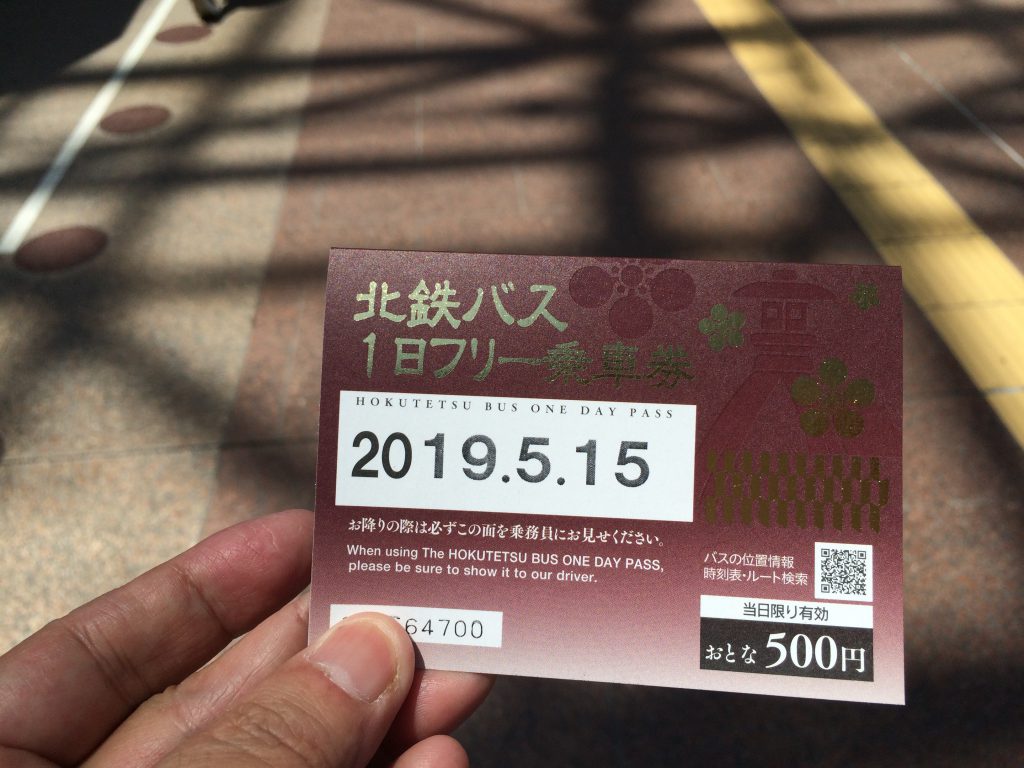 北鉄バス
1日フリー乗車券
HOKUTETSU BUS ONE DAY PASS
2019.5.15
お降りの際は必ずこの面を乗務員にお見せください。
When using The HOKUTETSU BUS ONE DAY PASS,
please be sure to show it to our driver.
バスの位置情報
時刻表・ルート検索
64700
当日限り有効
おとな 500円